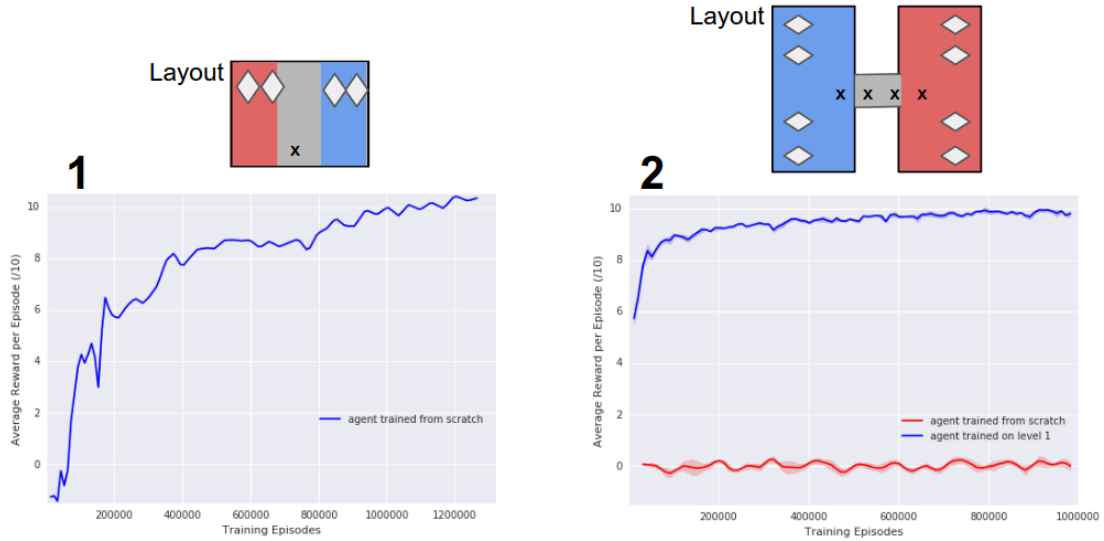 Layout
x
1
10
8
6
4
2
0
Average Reward per Episode (/10)
agent trained from scratch
200000 400000 600000 800000 1000000 1200000
Training Episodes
Layout
x x x x
2
10
8
6
4
2
0
Average Reward per Episode (/10)
agent trained from scratch
agent trained on level 1
200000 400000 600000 800000 1000000
Training Episodes